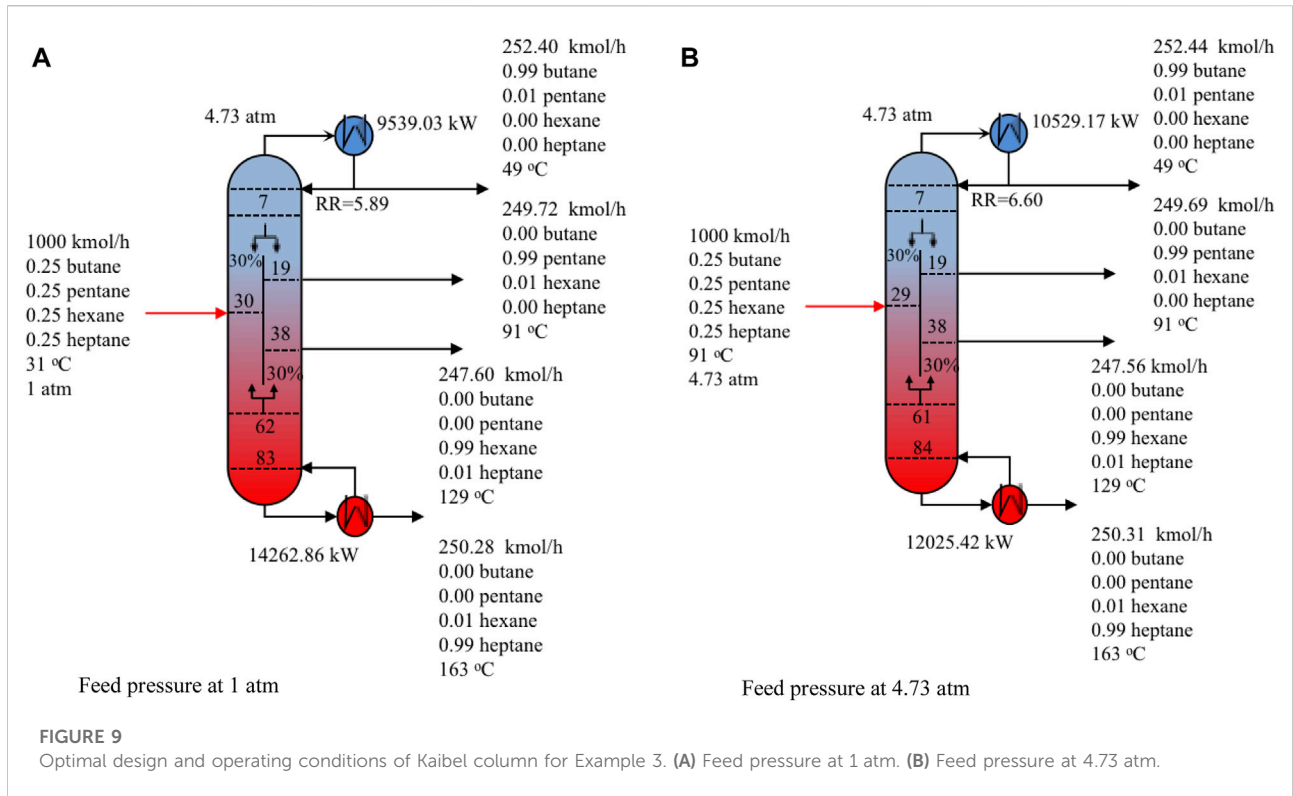 A
252.40 kmol/h
0.99 butane
0.01 pentane
0.00 hexane
0.00 heptane
49 ºC
4.73 atm
9539.03 kW
RR=5.89
7
30%
19
249.72 kmol/h
0.00 butane
0.99 pentane
0.01 hexane
0.00 heptane
91 ºC
1000 kmol/h
0.25 butane
0.25 pentane
0.25 hexane
0.25 heptane
31 ºC
1 atm
30
38
30%
62
83
247.60 kmol/h
0.00 butane
0.00 pentane
0.99 hexane
0.01 heptane
129 ºC
14262.86 kW
250.28 kmol/h
0.00 butane
0.00 pentane
0.01 hexane
0.99 heptane
163 ºC
Feed pressure at 1 atm
B
252.44 kmol/h
0.99 butane
0.01 pentane
0.00 hexane
0.00 heptane
49 ºC
4.73 atm
10529.17 kW
RR=6.60
7
30%
19
249.69 kmol/h
0.00 butane
0.99 pentane
0.01 hexane
0.00 heptane
91 ºC
1000 kmol/h
0.25 butane
0.25 pentane
0.25 hexane
0.25 heptane
91 ºC
4.73 atm
29
38
30%
61
84
247.56 kmol/h
0.00 butane
0.00 pentane
0.99 hexane
0.01 heptane
129 ºC
12025.42 kW
250.31 kmol/h
0.00 butane
0.00 pentane
0.01 hexane
0.99 heptane
163 ºC
Feed pressure at 4.73 atm
FIGURE 9
Optimal design and operating conditions of Kaibel column for Example 3. (A) Feed pressure at 1 atm. (B) Feed pressure at 4.73 atm.